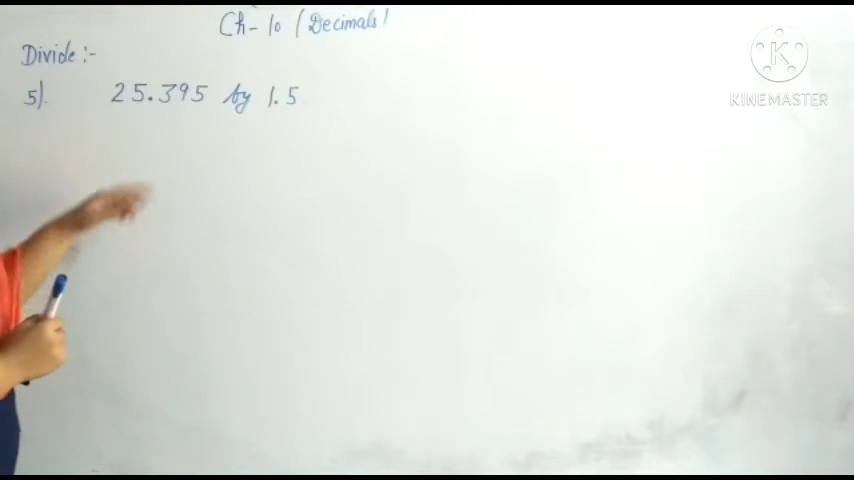 Ch-10 (Decimals)
Divide :-
5). 25.395 by 1.5
KINEMASTER